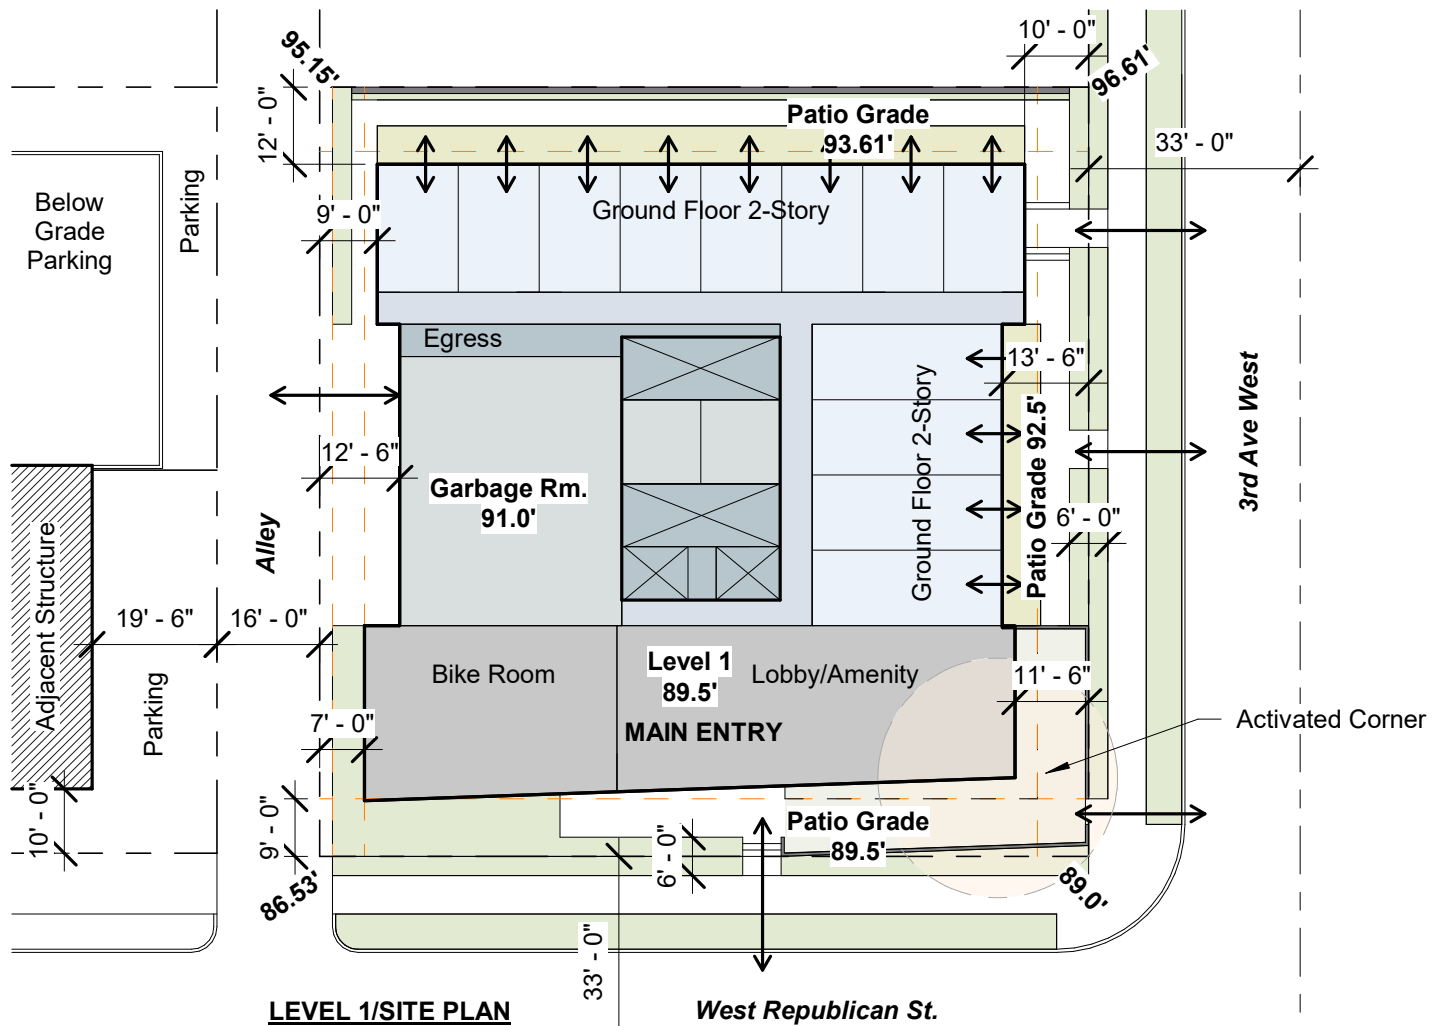 10' - 0"
95.15'
96.61'
Patio Grade
93.61'
12' - 0"
33' - 0"
Parking
Below
Grade
Parking
9' - 0"
Ground Floor 2-Story
Egress
13' - 6"
Ground Floor 2-Story
Patio Grade 92.5'
3rd Ave West
12' - 6"
Garbage Rm.
91.0'
Alley
6' - 0"
Adjacent Structure
19' - 6"
16' - 0"
Bike Room
Level 1
89.5'
Lobby/Amenity
11' - 6"
Parking
7' - 0"
MAIN ENTRY
Activated Corner
10' - 0"
9' - 0"
Patio Grade
89.5'
6' - 0"
86.53'
89.0'
33' - 0"
LEVEL 1/SITE PLAN
West Republican St.